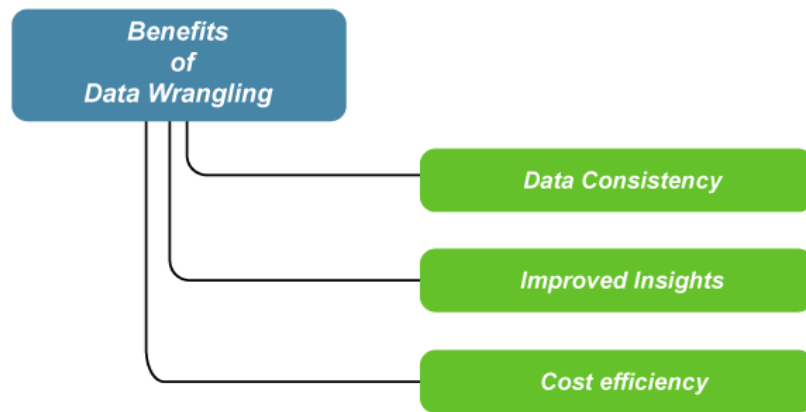 Benefits
of
Data Wrangling
Data Consistency
Improved Insights
Cost efficiency